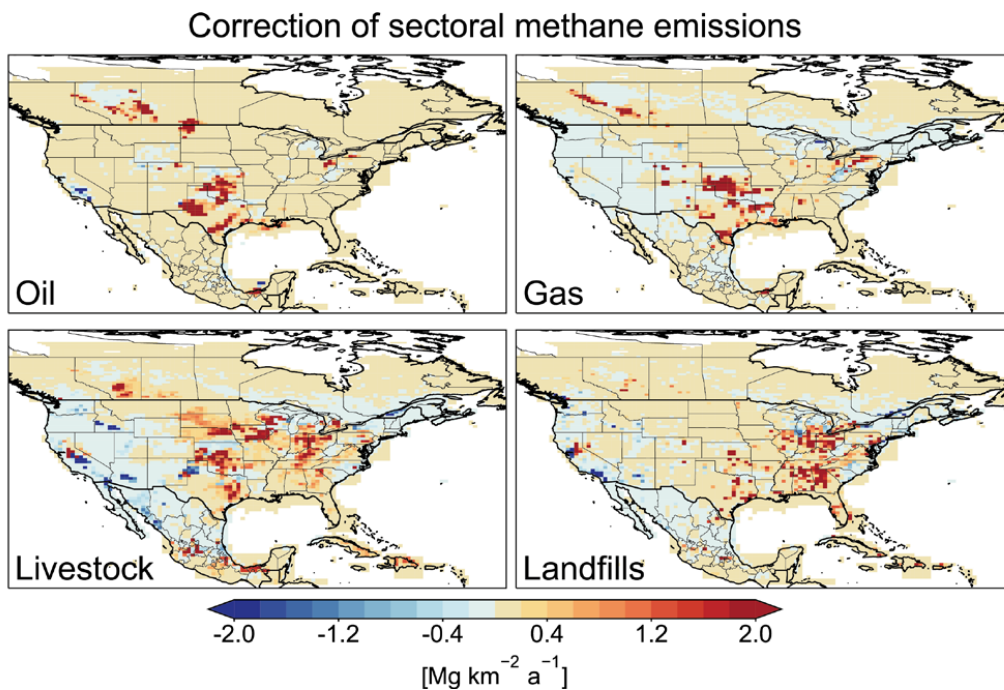 Correction of sectoral methane emissions
Oil
Gas
Livestock
Landfills
-2.0 -1.2 -0.4 0.4 1.2 2.0
[Mg km⁻² a⁻¹]